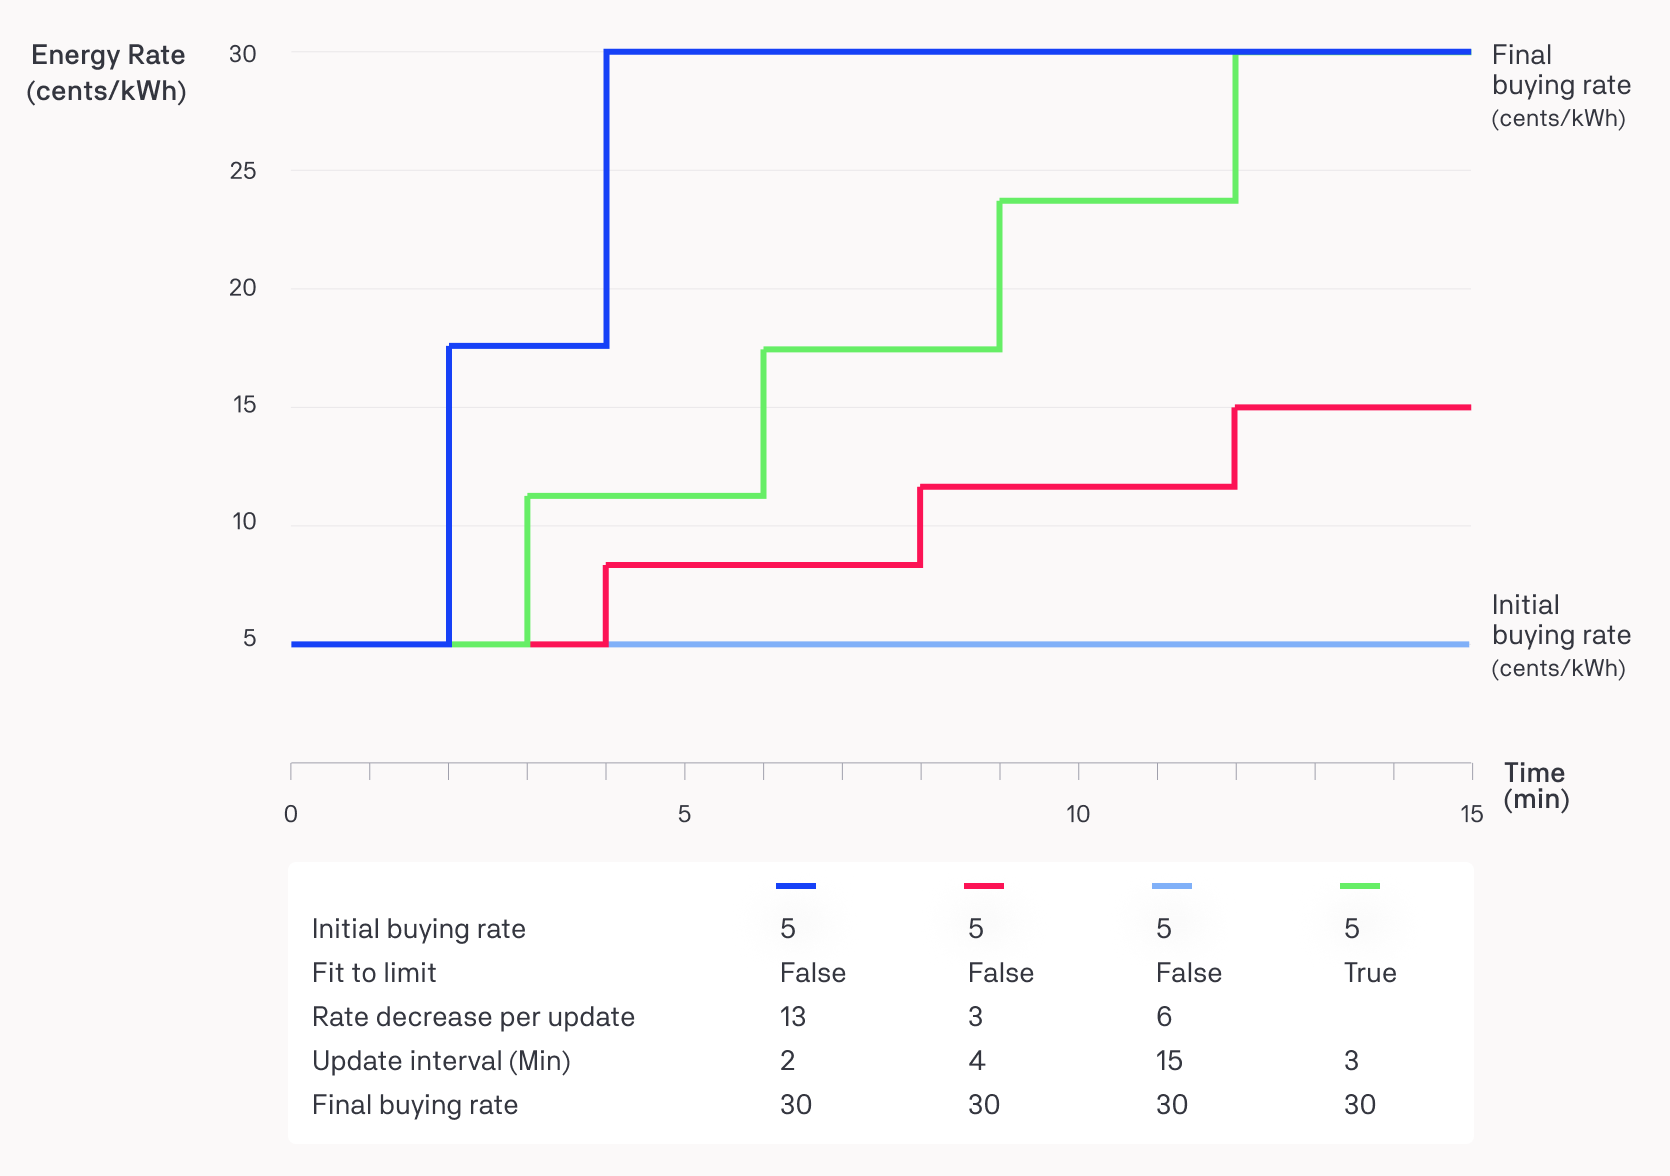 Energy Rate
(cents/kWh)
30
25
20
15
10
5
Final
buying rate
(cents/kWh)
Initial
buying rate
(cents/kWh)
0 5 10 15
Time
(min)
Initial buying rate 5 5 5 5
Fit to limit False False False True
Rate decrease per update 13 3 6
Update interval (Min) 2 4 15 3
Final buying rate 30 30 30 30